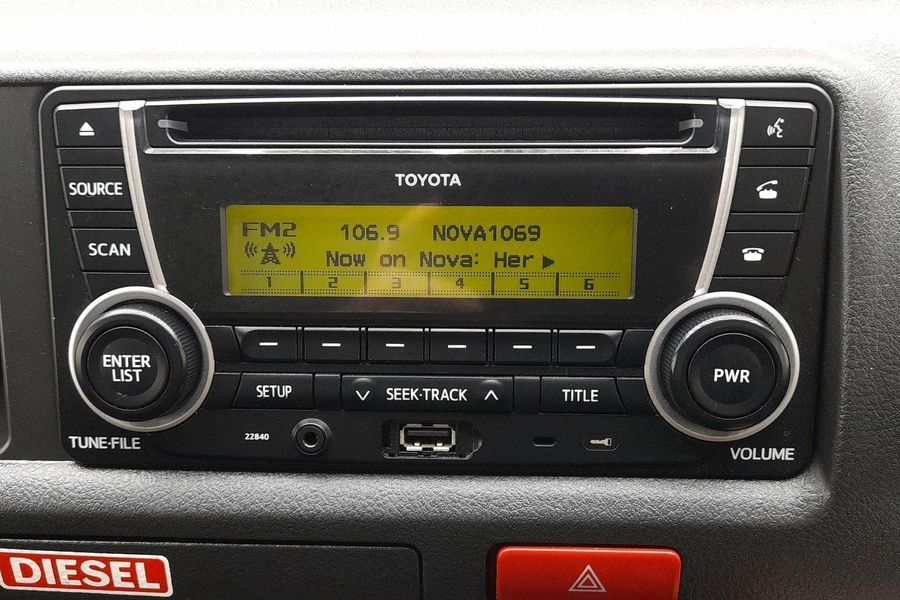 TOYOTA
SOURCE
SCAN
FM2 106.9 NOVA1069
Now on Nova: Her
1 2 3 4 5 6
ENTER
LIST
PWR
SETUP
SEEK·TRACK
TITLE
TUNE·FILE
22840
VOLUME
DIESEL